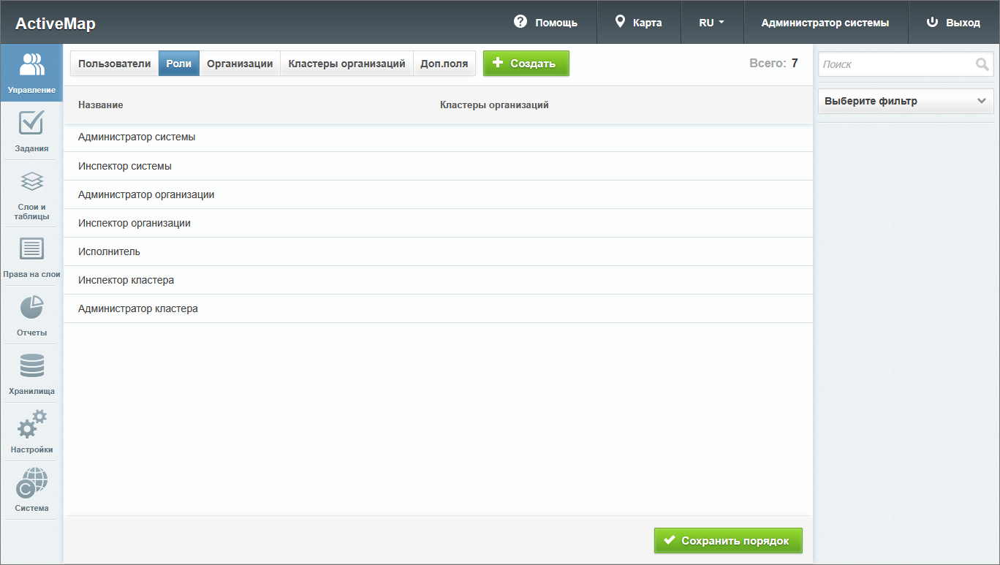 ActiveMap
Помощь
Карта
RU
Администратор системы
Выход
Управление
Задания
Слои и
таблицы
Права на слои
Отчеты
Хранилища
Настройки
Система
Пользователи
Роли
Организации
Кластеры организаций
Доп.поля
Создать
Всего: 7
Название
Кластеры организаций
Администратор системы
Инспектор системы
Администратор организации
Инспектор организации
Исполнитель
Инспектор кластера
Администратор кластера
Сохранить порядок
Поиск
Выберите фильтр